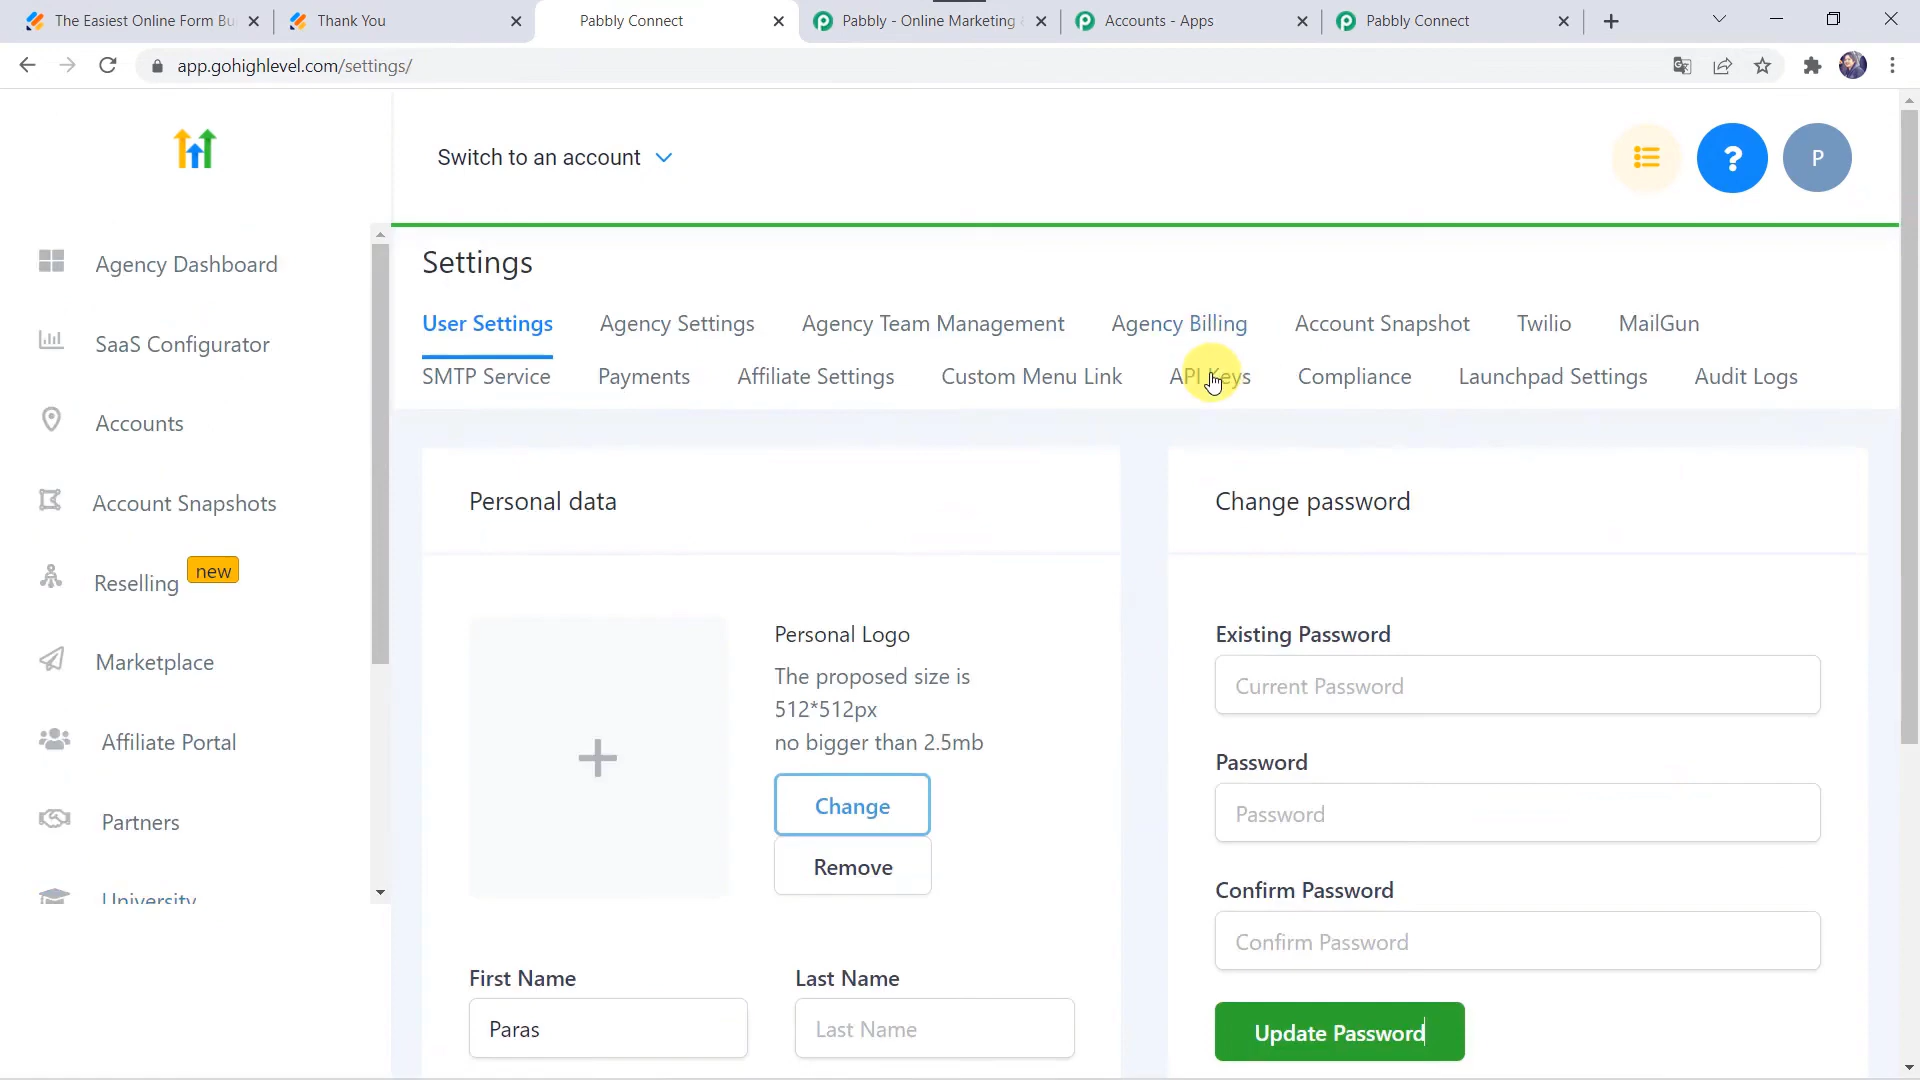 The Easiest Online Form Bu
Thank You
Pabbly Connect
Pabbly - Online Marketing
Accounts - Apps
Pabbly Connect
app.gohighlevel.com/settings/
Switch to an account
?
P
Agency Dashboard
SaaS Configurator
Accounts
Account Snapshots
Reselling new
Marketplace
Affiliate Portal
Partners
University
Settings
User Settings Agency Settings Agency Team Management Agency Billing Account Snapshot Twilio MailGun
SMTP Service Payments Affiliate Settings Custom Menu Link API Keys Compliance Launchpad Settings Audit Logs
Personal data
Personal Logo
The proposed size is
512*512px
no bigger than 2.5mb
Change
Remove
First Name
Paras
Last Name
Last Name
Change password
Existing Password
Current Password
Password
Password
Confirm Password
Confirm Password
Update Password